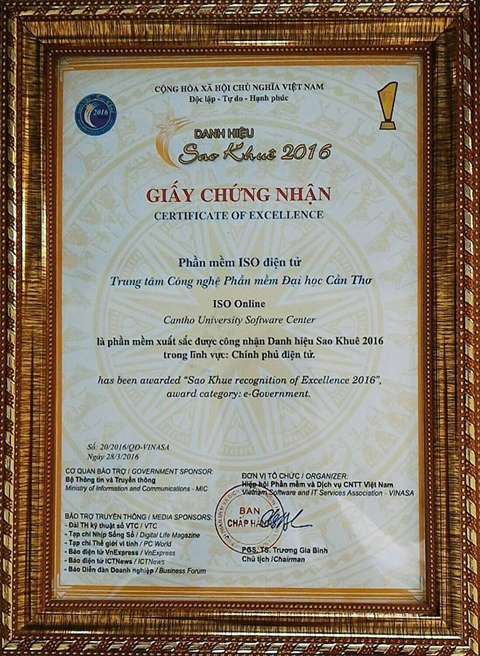 CỘNG HÒA XÃ HỘI CHỦ NGHĨA VIỆT NAM
Độc lập - Tự do - Hạnh phúc
2016
DANH HIỆU
Sao Khuê 2016
GIẤY CHỨNG NHẬN
CERTIFICATE OF EXCELLENCE
Phần mềm ISO điện tử
Trung tâm Công nghệ Phần mềm Đại học Cần Thơ
ISO Online
Cantho University Software Center
là phần mềm xuất sắc được công nhận Danh hiệu Sao Khuê 2016
trong lĩnh vực: Chính phủ điện tử.
has been awarded “Sao Khue recognition of Excellence 2016”,
award category: e-Government.
Số: 20/2016/QĐ-VINASA
Ngày 28/3/2016
CƠ QUAN BẢO TRỢ / GOVERNMENT SPONSOR:
Bộ Thông tin và Truyền thông
Ministry of Information and Communications - MIC
ĐƠN VỊ TỔ CHỨC / ORGANIZER:
Hiệp hội Phần mềm và Dịch vụ CNTT Việt Nam
Vietnam Software and IT Services Association - VINASA
BẢO TRỢ TRUYỀN THÔNG / MEDIA SPONSORS:
- Đài TH kỹ thuật số VTC / VTC
- Tạp chí Nhịp Sống Số / Digital Life Magazine
- Tạp chí Thế giới vi tính / PC World
- Báo điện tử VnExpress / VnExpress
- Báo điện tử ICTNews / ICTNews
- Báo Diễn đàn Doanh nghiệp / Business Forum
BAN
CHẤP HÀNH
PGS. TS. Trương Gia Bình
Chủ tịch / Chairman